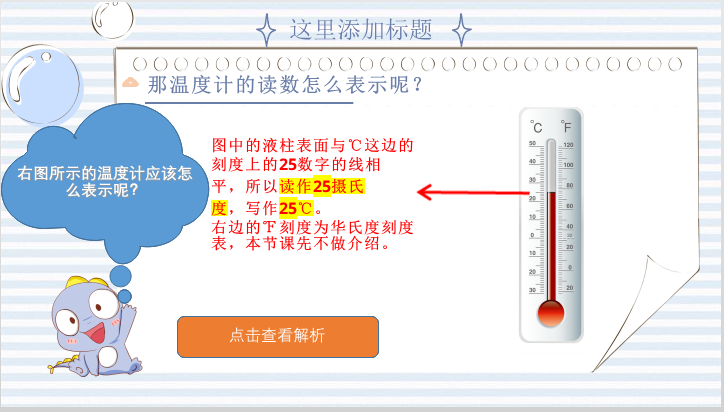 这里添加标题
那温度计的读数怎么表示呢？
右图所示的温度计应该怎
么表示呢？
图中的液柱表面与℃这边的
刻度上的25数字的线相
平，所以读作25摄氏
度，写作25℃。
右边的℉刻度为华氏度刻度
表，本节课先不做介绍。
℃ ℉
50 120
40 100
30 80
20 60
10 40
0
10 20
20 0
30 20
点击查看解析